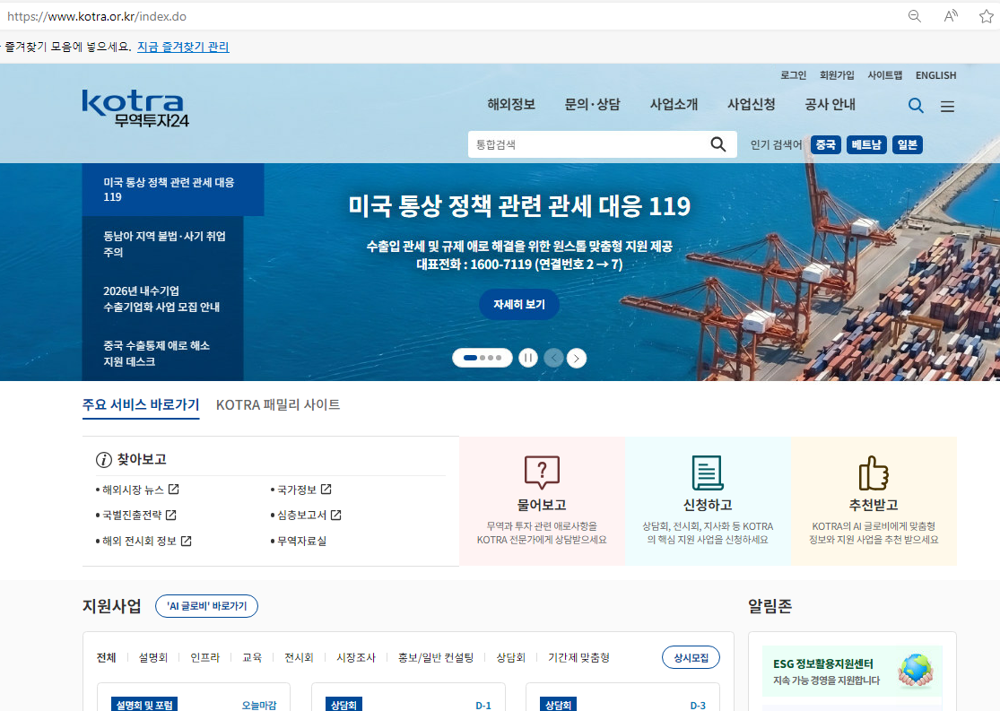 https://www.kotra.or.kr/index.do
즐겨찾기 모음에 넣으세요. 지금 즐겨찾기 관리
로그인 회원가입 사이트맵 ENGLISH
kotra
무역투자24
해외정보 문의·상담 사업소개 사업신청 공사 안내
통합검색
인기 검색어 중국 베트남 일본
미국 통상 정책 관련 관세 대응
119
동남아 지역 불법·사기 취업
주의
2026년 내수기업
수출기업화 사업 모집 안내
중국 수출통제 애로 해소
지원 데스크
미국 통상 정책 관련 관세 대응 119
수출입 관세 및 규제 애로 해결을 위한 원스톱 맞춤형 지원 제공
대표전화 : 1600-7119 (연결번호 2 → 7)
자세히 보기
주요 서비스 바로가기 KOTRA 패밀리 사이트
찾아보고
• 해외시장 뉴스
• 국가정보
• 국별진출전략
• 심층보고서
• 해외 전시회 정보
• 무역자료실
물어보고
무역과 투자 관련 애로사항을
KOTRA 전문가에게 상담받으세요
신청하고
상담회, 전시회, 지사화 등 KOTRA
의 핵심 지원 사업을 신청하세요
추천받고
KOTRA의 AI 글로비에게 맞춤형
정보와 지원 사업을 추천 받으세요
지원사업 'AI 글로비' 바로가기
전체 설명회 인프라 교육 전시회 시장조사 홍보/일반 컨설팅 상담회 기간제 맞춤형 상시모집
설명회 및 포럼 오늘마감
상담회 D-1
상담회 D-3
알림존
ESG 정보활용지원센터
지속 가능 경영을 지원합니다